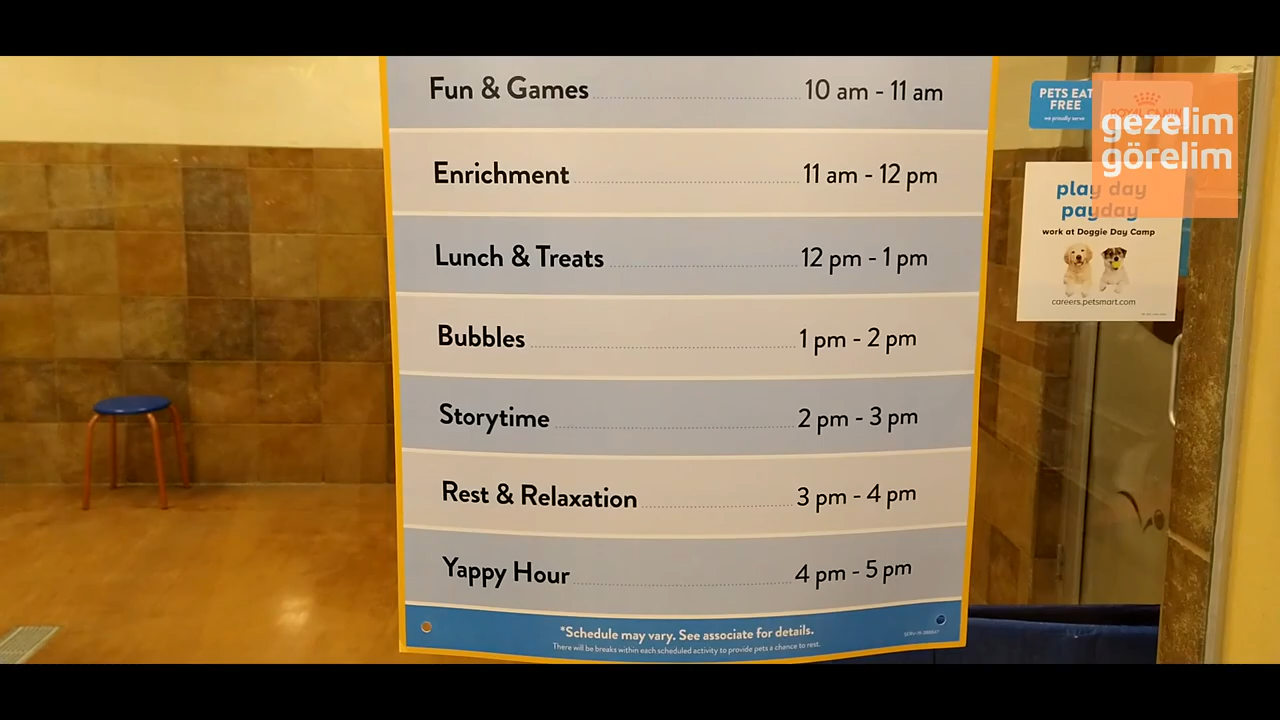 Fun & Games 10 am - 11 am
Enrichment 11 am - 12 pm
Lunch & Treats 12 pm - 1 pm
Bubbles 1 pm - 2 pm
Storytime 2 pm - 3 pm
Rest & Relaxation 3 pm - 4 pm
Yappy Hour 4 pm - 5 pm
*Schedule may vary. See associate for details.
There will be breaks within each scheduled activity to provide pets a chance to rest.
PETS EAT
FREE
we proudly serve
ROYAL CANIN
gezelim
görelim
play day
payday
work at Doggie Day Camp
careers.petsmart.com